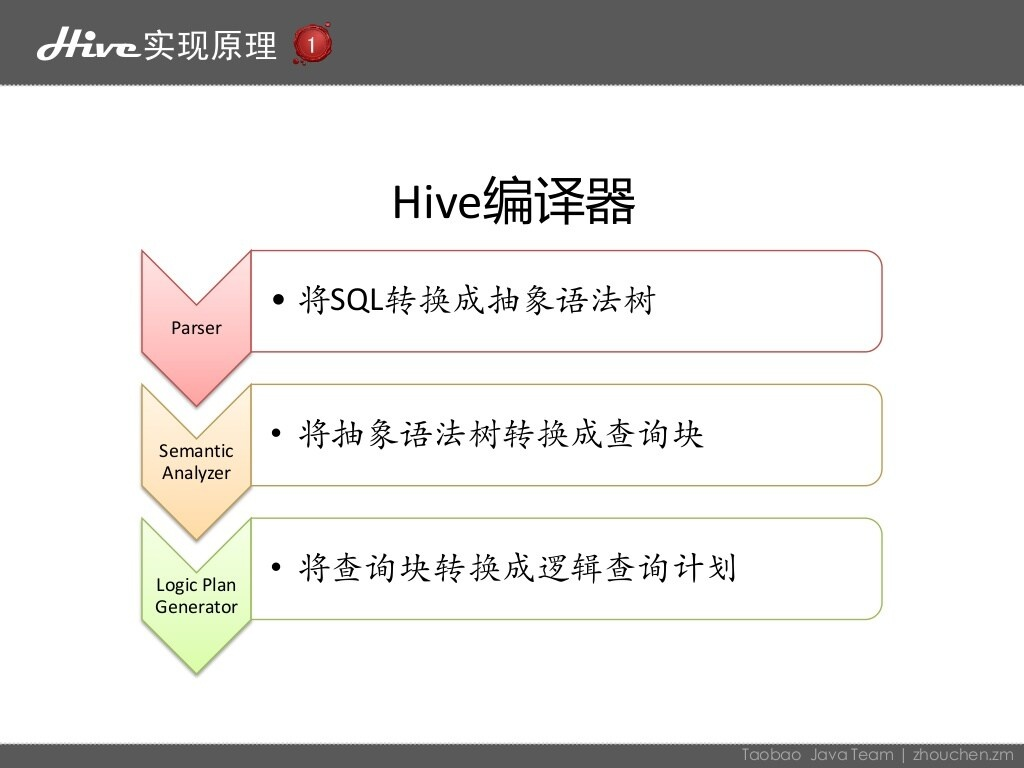 Hive实现原理 1
Hive编译器
Parser
• 将SQL转换成抽象语法树
Semantic
Analyzer
• 将抽象语法树转换成查询块
Logic Plan
Generator
• 将查询块转换成逻辑查询计划
Taobao Java Team | zhouchen.zm